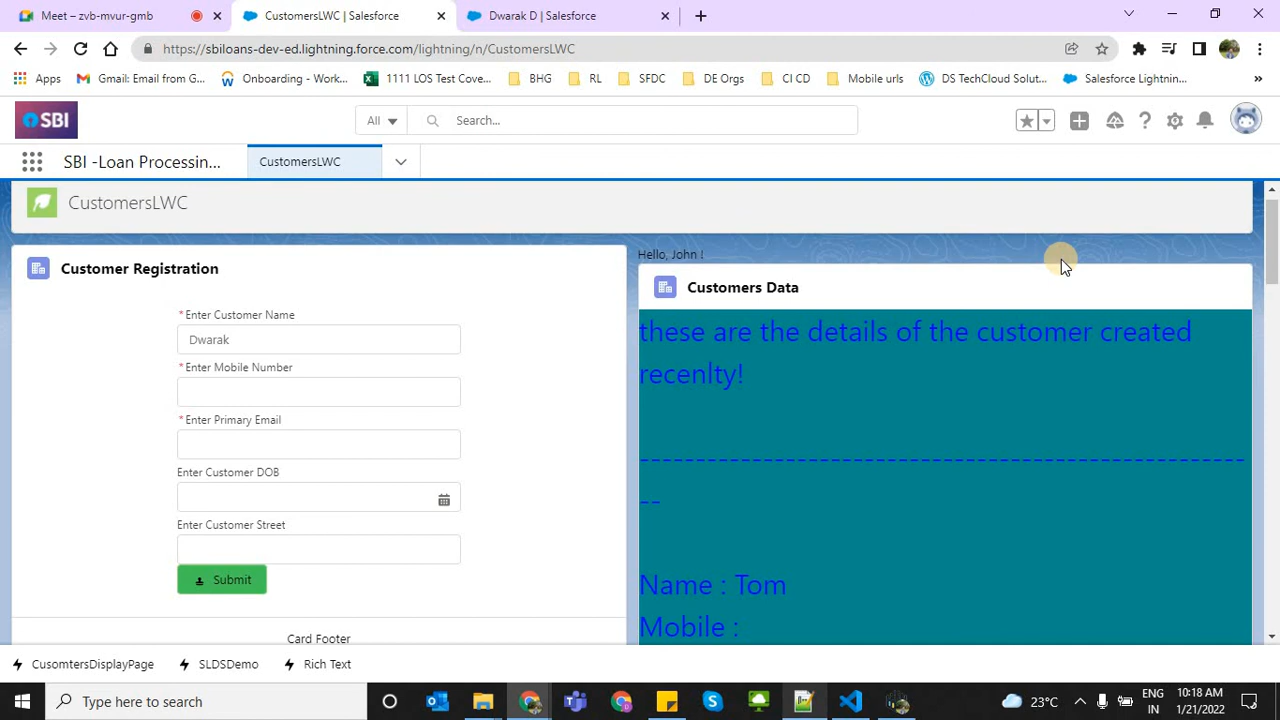 Meet – zvb-mvur-gmb
CustomersLWC | Salesforce
Dwarak D | Salesforce
https://sbiloans-dev-ed.lightning.force.com/lightning/n/CustomersLWC
Apps
Gmail: Email from G...
Onboarding - Work...
1111 LOS Test Cove...
BHG
RL
SFDC
DE Orgs
CI CD
Mobile urls
DS TechCloud Solut...
Salesforce Lightnin...
»
SBI
All
Search...
SBI -Loan Processin...
CustomersLWC
CustomersLWC
Customer Registration
* Enter Customer Name
Dwarak
* Enter Mobile Number
* Enter Primary Email
Enter Customer DOB
Enter Customer Street
Submit
Card Footer
Hello, John !
Customers Data
these are the details of the customer created
recenlty!
------------------------------------------------------
--
Name : Tom
Mobile :
CusomtersDisplayPage
SLDSDemo
Rich Text
Type here to search
23°C
ENG
IN
10:18 AM
1/21/2022